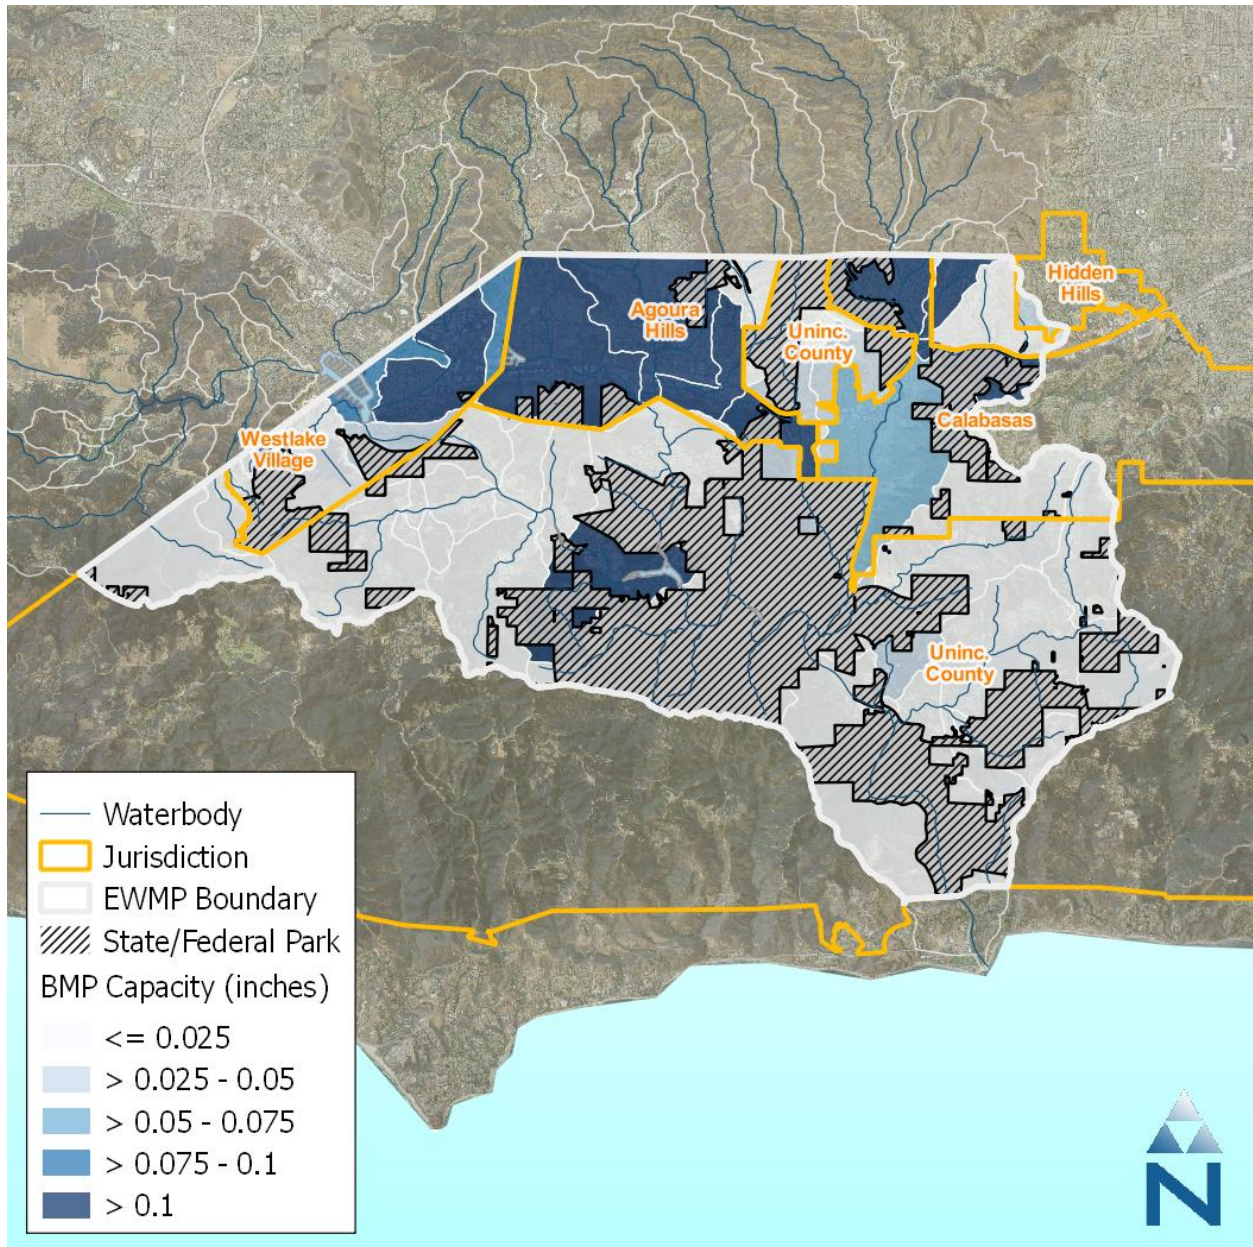 Hidden
Hills
Agoura
Hills
Uninc.
County
Calabasas
Westlake
Village
Uninc.
County
Waterbody
Jurisdiction
EWMP Boundary
State/Federal Park
BMP Capacity (inches)
<= 0.025
> 0.025 - 0.05
> 0.05 - 0.075
> 0.075 - 0.1
> 0.1
N